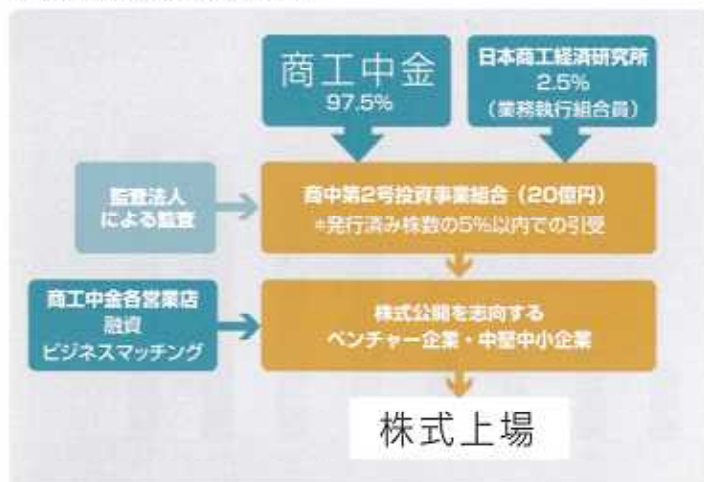 商工中金
97.5%
日本商工経済研究所
2.5%
（業務執行組合員）
監査法人
による監査
商中第2号投資事業組合（20億円）
*発行済み株数の5%以内での引受
商工中金各営業店
融資
ビジネスマッチング
株式公開を志向する
ベンチャー企業・中堅中小企業
株式上場